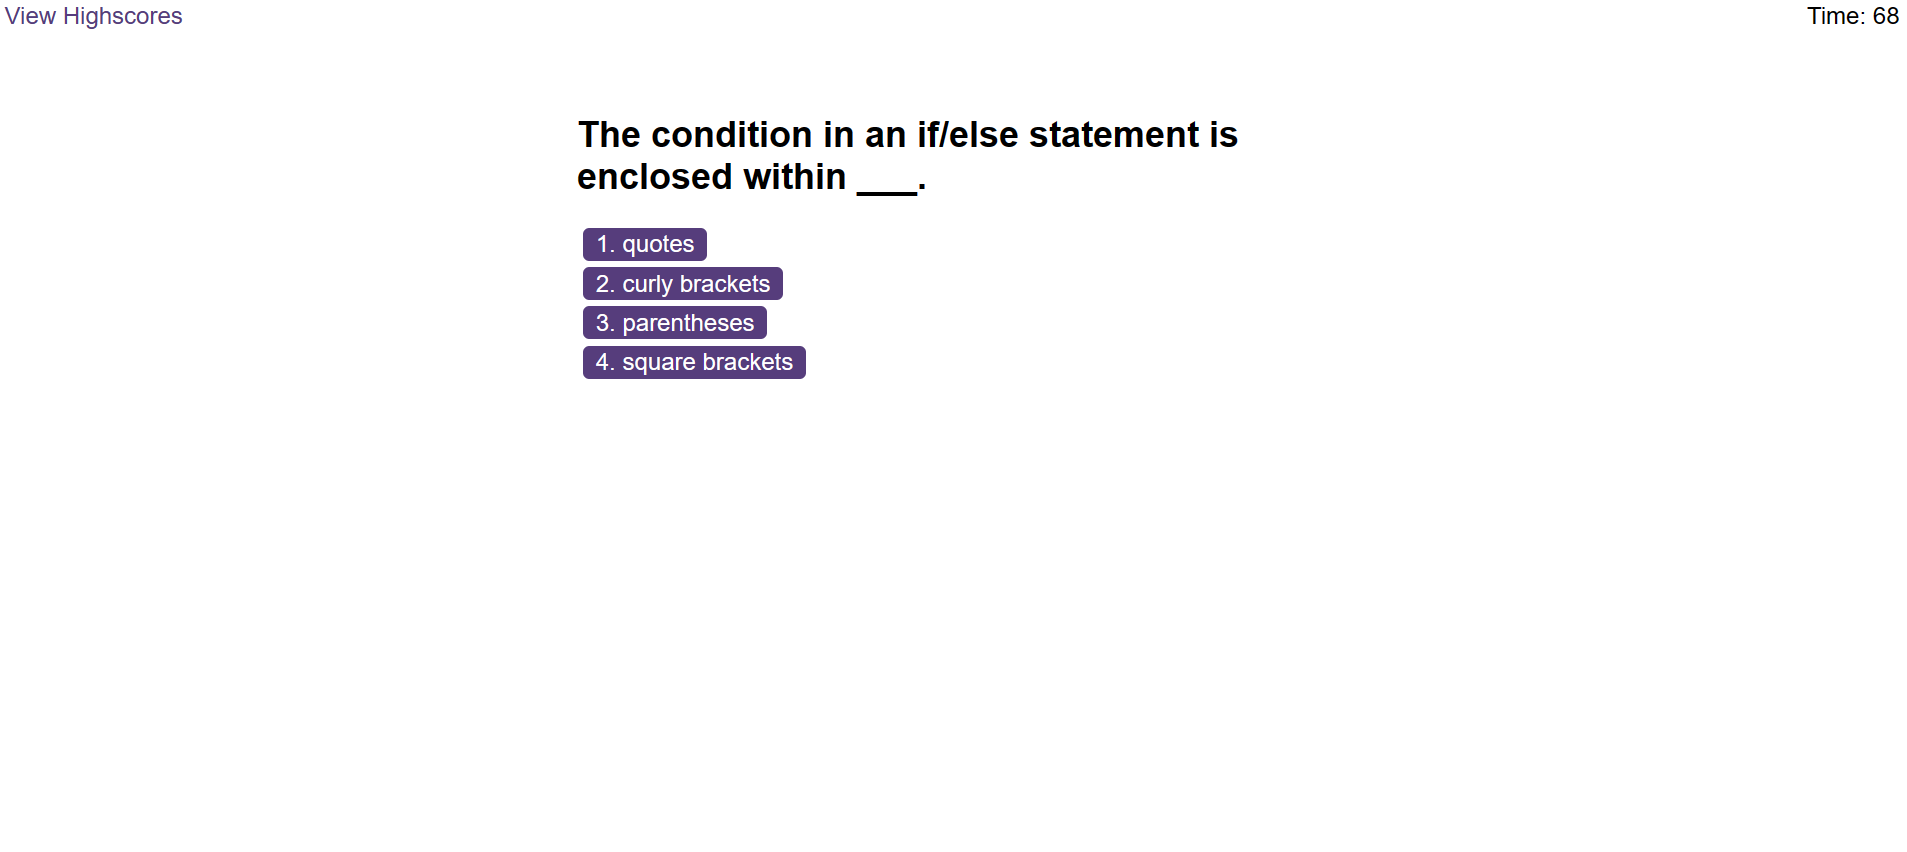 View Highscores
Time: 68
The condition in an if/else statement is
enclosed within ___.
1. quotes
2. curly brackets
3. parentheses
4. square brackets